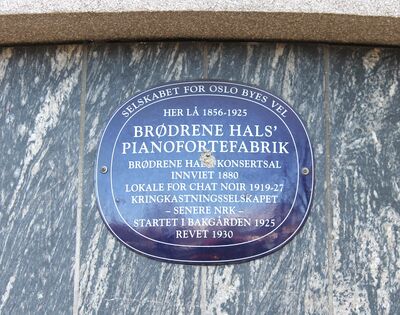 SELSKABET FOR OSLO BYES VEL
HER LÅ 1856-1925
BRØDRENE HALS'
PIANOFORTEFABRIK
BRØDRENE HALS' KONSERTSAL
INNVIET 1880
LOKALE FOR CHAT NOIR 1919-27
KRINGKASTNINGSSELSKAPET
– SENERE NRK –
STARTET I BAKGÅRDEN 1925
REVET 1930